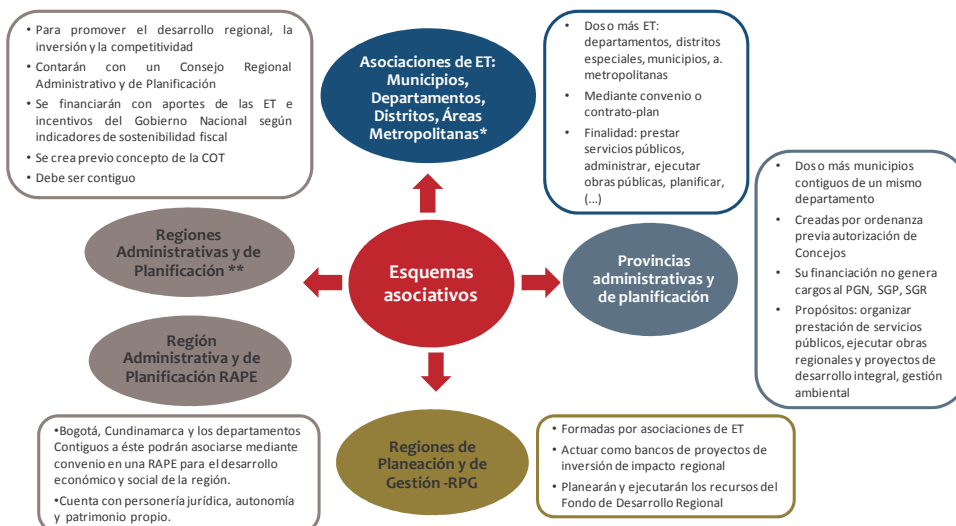 • Para promover el desarrollo regional, la
inversión y la competitividad
• Contarán con un Consejo Regional
Administrativo y de Planificación
• Se financiarán con aportes de las ET e
incentivos del Gobierno Nacional según
indicadores de sostenibilidad fiscal
• Se crea previo concepto de la COT
• Debe ser contiguo
Asociaciones de ET:
Municipios,
Departamentos,
Distritos, Áreas
Metropolitanas*
• Dos o más ET:
departamentos, distritos
especiales, municipios, a.
metropolitanas
• Mediante convenio o
contrato-plan
• Finalidad: prestar
servicios públicos,
administrar, ejecutar
obras públicas, planificar,
(...)
• Dos o más municipios
contiguos de un mismo
departamento
• Creadas por ordenanza
previa autorización de
Concejos
• Su financiación no genera
cargos al PGN, SGP, SGR
• Propósitos: organizar
prestación de servicios
públicos, ejecutar obras
regionales y proyectos de
desarrollo integral, gestión
ambiental
Regiones
Administrativas y de
Planificación **
Esquemas
asociativos
Provincias
administrativas y
de planificación
Región
Administrativa y de
Planificación RAPE
•Bogotá, Cundinamarca y los departamentos
Contiguos a éste podrán asociarse mediante
convenio en una RAPE para el desarrollo
económico y social de la región.
•Cuenta con personería jurídica, autonomía
y patrimonio propio.
Regiones de
Planeación y de
Gestión -RPG
• Formadas por asociaciones de ET
• Actuar como bancos de proyectos de
inversión de impacto regional
• Planearán y ejecutarán los recursos del
Fondo de Desarrollo Regional